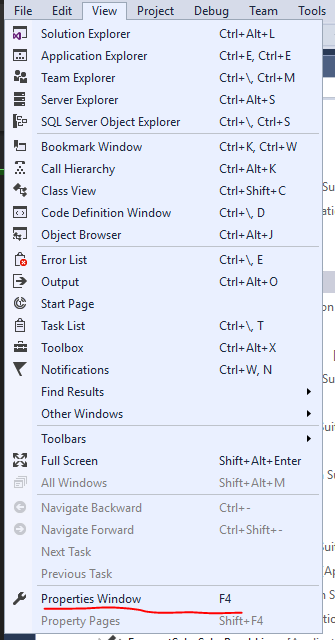 File Edit View Project Debug Team Tools
Solution Explorer Ctrl+Alt+L
Application Explorer Ctrl+E, Ctrl+E
Team Explorer Ctrl+\, Ctrl+M
Server Explorer Ctrl+Alt+S
SQL Server Object Explorer Ctrl+\, Ctrl+S
Bookmark Window Ctrl+K, Ctrl+W
Call Hierarchy Ctrl+Alt+K
Class View Ctrl+Shift+C
Code Definition Window Ctrl+\, D
Object Browser Ctrl+Alt+J
Error List Ctrl+\, E
Output Ctrl+Alt+O
Start Page
Task List Ctrl+\, T
Toolbox Ctrl+Alt+X
Notifications Ctrl+W, N
Find Results
Other Windows
Toolbars
Full Screen Shift+Alt+Enter
All Windows Shift+Alt+M
Navigate Backward Ctrl+-
Navigate Forward Ctrl+Shift+-
Next Task
Previous Task
Properties Window F4
Property Pages Shift+F4